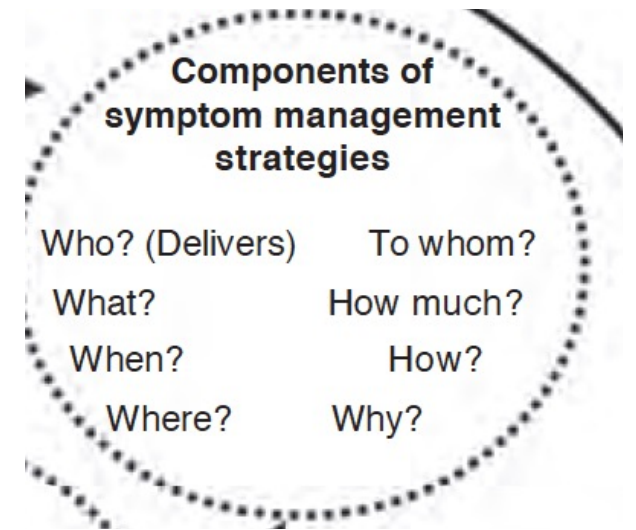 Components of
symptom management
strategies
Who? (Delivers) To whom?
What? How much?
When? How?
Where? Why?